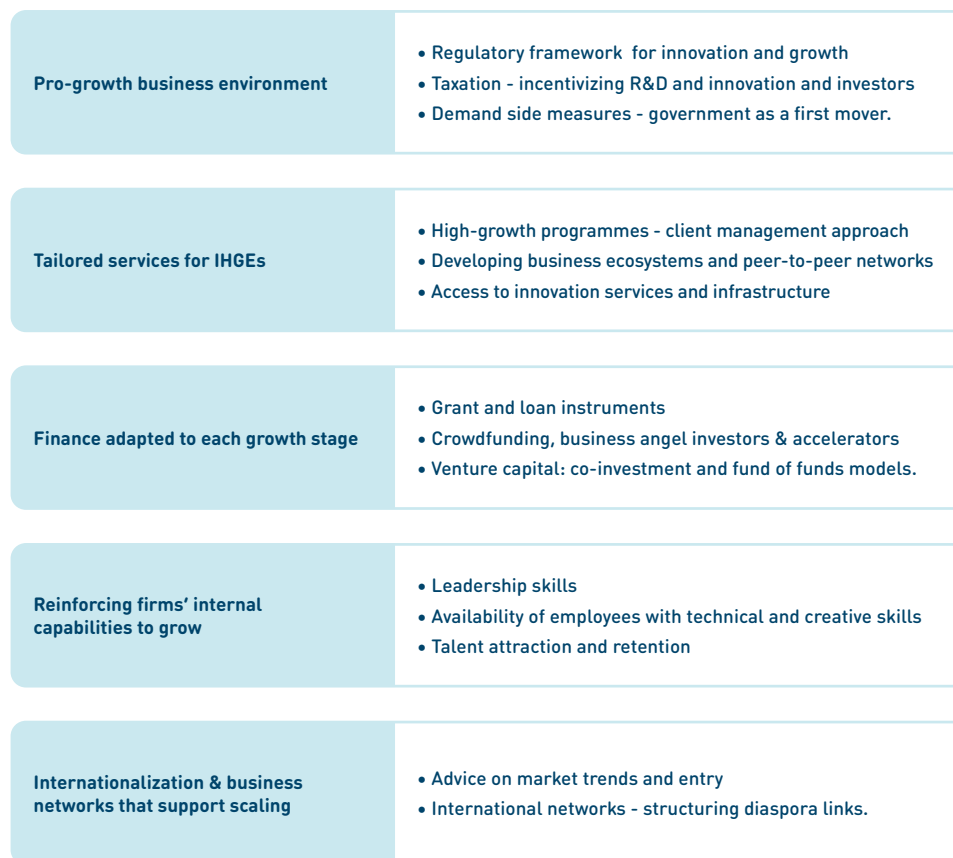 Pro-growth business environment
• Regulatory framework for innovation and growth
• Taxation - incentivizing R&D and innovation and investors
• Demand side measures - government as a first mover.
Tailored services for IHGEs
• High-growth programmes - client management approach
• Developing business ecosystems and peer-to-peer networks
• Access to innovation services and infrastructure
Finance adapted to each growth stage
• Grant and loan instruments
• Crowdfunding, business angel investors & accelerators
• Venture capital: co-investment and fund of funds models.
Reinforcing firms’ internal
capabilities to grow
• Leadership skills
• Availability of employees with technical and creative skills
• Talent attraction and retention
Internationalization & business
networks that support scaling
• Advice on market trends and entry
• International networks - structuring diaspora links.